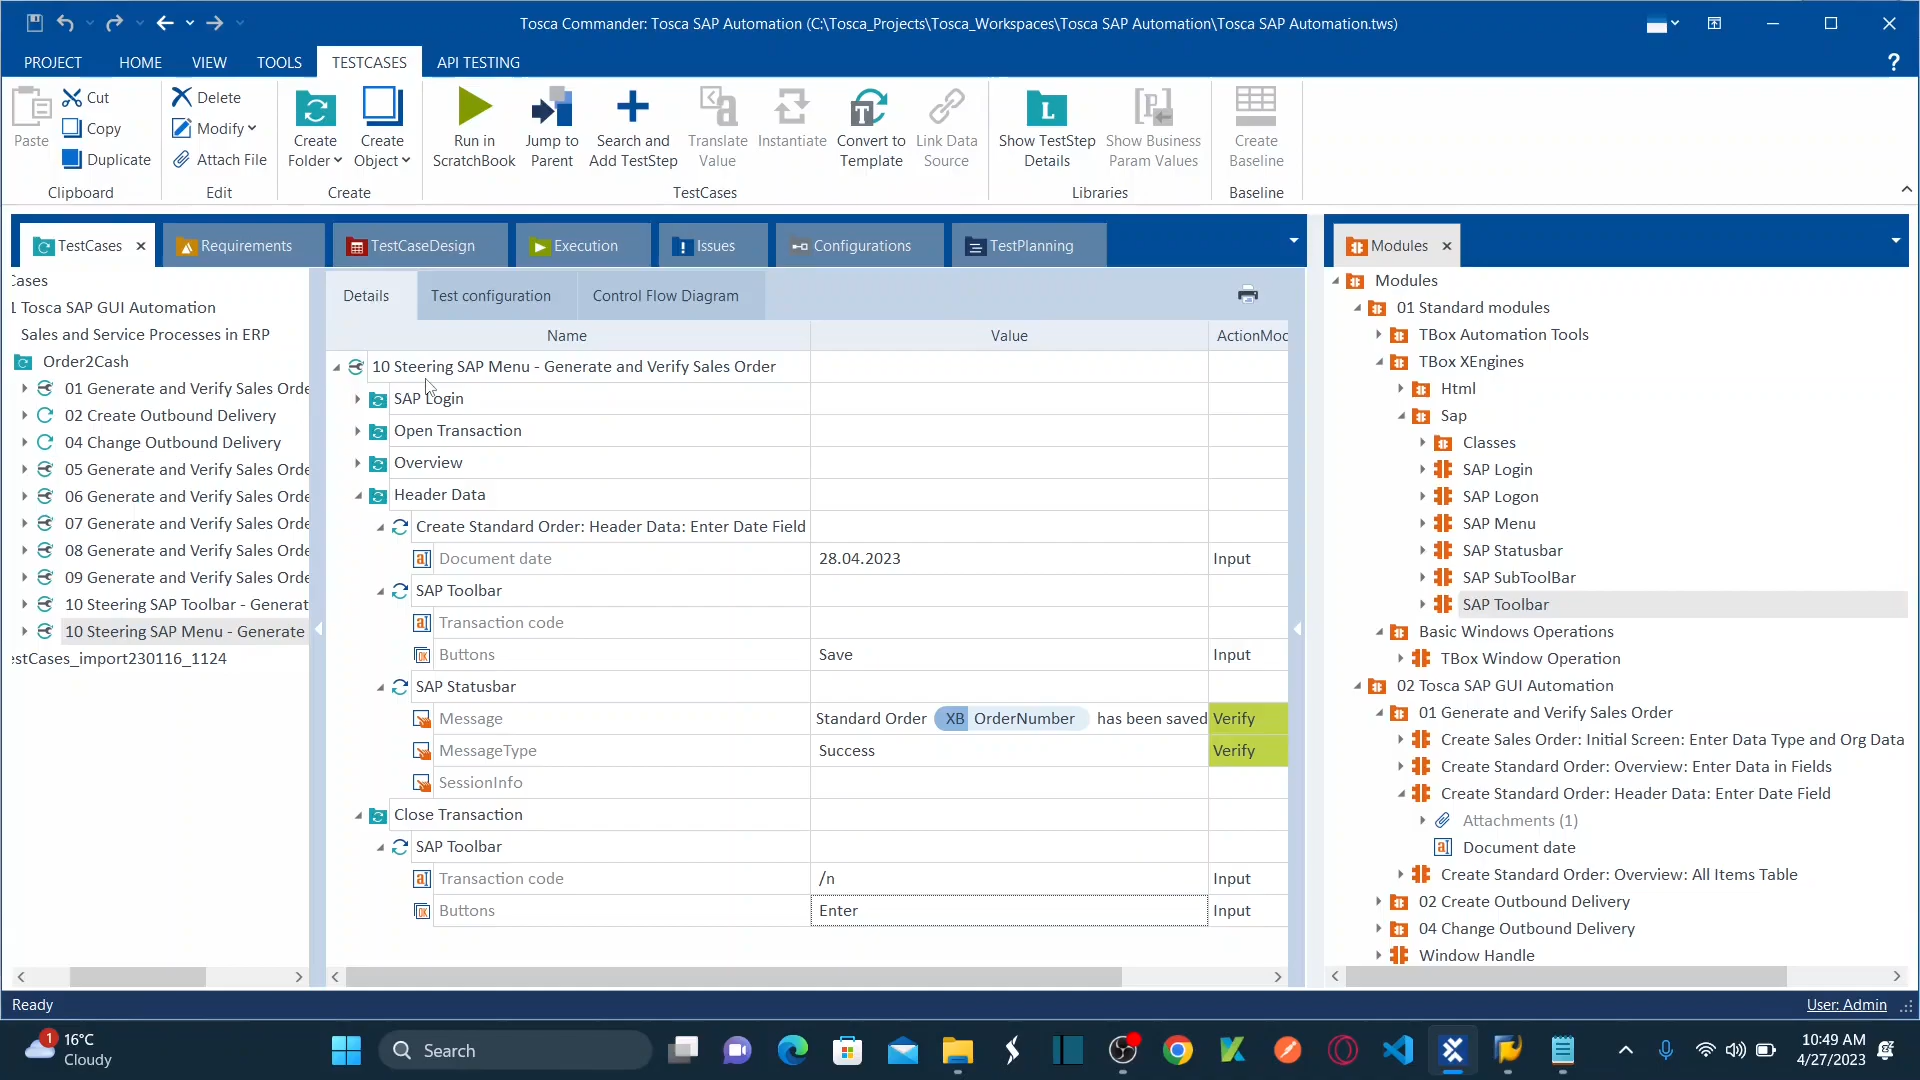 Tosca Commander: Tosca SAP Automation (C:\Tosca_Projects\Tosca_Workspaces\Tosca SAP Automation\Tosca SAP Automation.tws)
PROJECT HOME VIEW TOOLS TESTCASES API TESTING ?
Paste
Cut
Copy
Duplicate
Clipboard
Delete
Modify
Attach File
Edit
Create Folder
Create Object
Create
Run in ScratchBook
Jump to Parent
Search and Add TestStep
Translate Value
Instantiate
Convert to Template
Link Data Source
TestCases
Show TestStep Details
Show Business Param Values
Libraries
Create Baseline
Baseline
TestCases Requirements TestCaseDesign Execution Issues Configurations TestPlanning
Cases
1 Tosca SAP GUI Automation
Sales and Service Processes in ERP
Order2Cash
01 Generate and Verify Sales Orde
02 Create Outbound Delivery
04 Change Outbound Delivery
05 Generate and Verify Sales Orde
06 Generate and Verify Sales Orde
07 Generate and Verify Sales Orde
08 Generate and Verify Sales Orde
09 Generate and Verify Sales Orde
10 Steering SAP Toolbar - Generat
10 Steering SAP Menu - Generate
estCases_import230116_1124
Details Test configuration Control Flow Diagram
Name Value ActionMoc
10 Steering SAP Menu - Generate and Verify Sales Order
SAP Login
Open Transaction
Overview
Header Data
Create Standard Order: Header Data: Enter Date Field
Document date 28.04.2023 Input
SAP Toolbar
Transaction code
Buttons Save Input
SAP Statusbar
Message Standard Order XB OrderNumber has been saved Verify
MessageType Success Verify
SessionInfo
Close Transaction
SAP Toolbar
Transaction code /n Input
Buttons Enter Input
Modules
Modules
01 Standard modules
TBox Automation Tools
TBox XEngines
Html
Sap
Classes
SAP Login
SAP Logon
SAP Menu
SAP Statusbar
SAP SubToolBar
SAP Toolbar
Basic Windows Operations
TBox Window Operation
02 Tosca SAP GUI Automation
01 Generate and Verify Sales Order
Create Sales Order: Initial Screen: Enter Data Type and Org Data
Create Standard Order: Overview: Enter Data in Fields
Create Standard Order: Header Data: Enter Date Field
Attachments (1)
Document date
Create Standard Order: Overview: All Items Table
02 Create Outbound Delivery
04 Change Outbound Delivery
Window Handle
Ready User: Admin
1
16°C
Cloudy
Search
10:49 AM
4/27/2023